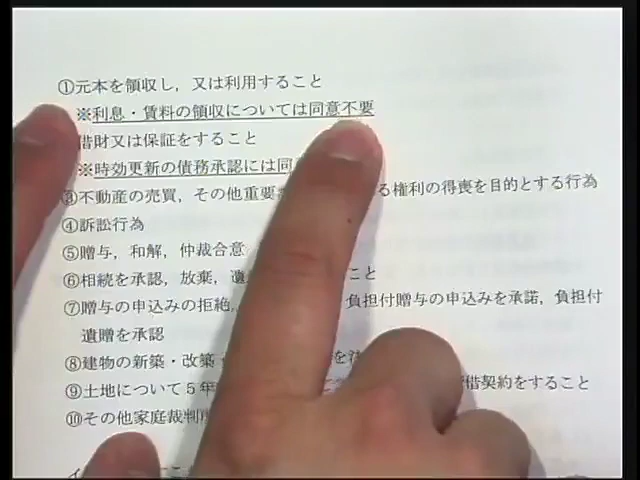 ①元本を領収し，又は利用すること
※利息・賃料の領収については同意不要
借財又は保証をすること
※時効更新の債務承認には同
③不動産の売買，その他重要 る権利の得喪を目的とする行為
④訴訟行為
⑤贈与，和解，仲裁合意
⑥相続を承認，放棄，遺 こと
⑦贈与の申込みの拒絶， 負担付贈与の申込みを承諾，負担付
遺贈を承認
⑧建物の新築・改築・ を
⑨土地について５年 借契約をすること
⑩その他家庭裁判所